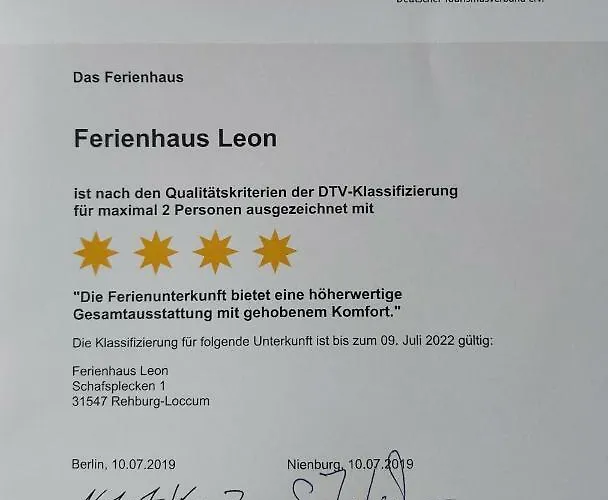 Deutscher Tourismusverband e.V.
Das Ferienhaus
Ferienhaus Leon
ist nach den Qualitätskriterien der DTV-Klassifizierung
für maximal 2 Personen ausgezeichnet mit
"Die Ferienunterkunft bietet eine höherwertige
Gesamtausstattung mit gehobenem Komfort."
Die Klassifizierung für folgende Unterkunft ist bis zum 09. Juli 2022 gültig:
Ferienhaus Leon
Schafsplecken 1
31547 Rehburg-Loccum
Berlin, 10.07.2019 Nienburg, 10.07.2019